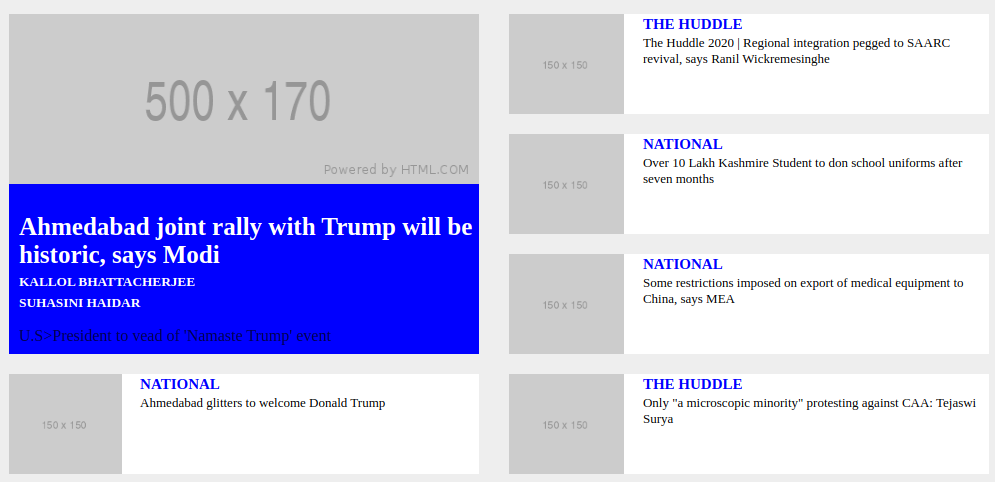 500 x 170
Powered by HTML.COM
Ahmedabad joint rally with Trump will be
historic, says Modi
KALLOL BHATTACHERJEE
SUHASINI HAIDAR
U.S>President to vead of 'Namaste Trump' event
150 x 150
NATIONAL
Ahmedabad glitters to welcome Donald Trump
150 x 150
THE HUDDLE
The Huddle 2020 | Regional integration pegged to SAARC
revival, says Ranil Wickremesinghe
150 x 150
NATIONAL
Over 10 Lakh Kashmire Student to don school uniforms after
seven months
150 x 150
NATIONAL
Some restrictions imposed on export of medical equipment to
China, says MEA
150 x 150
THE HUDDLE
Only "a microscopic minority" protesting against CAA: Tejaswi
Surya